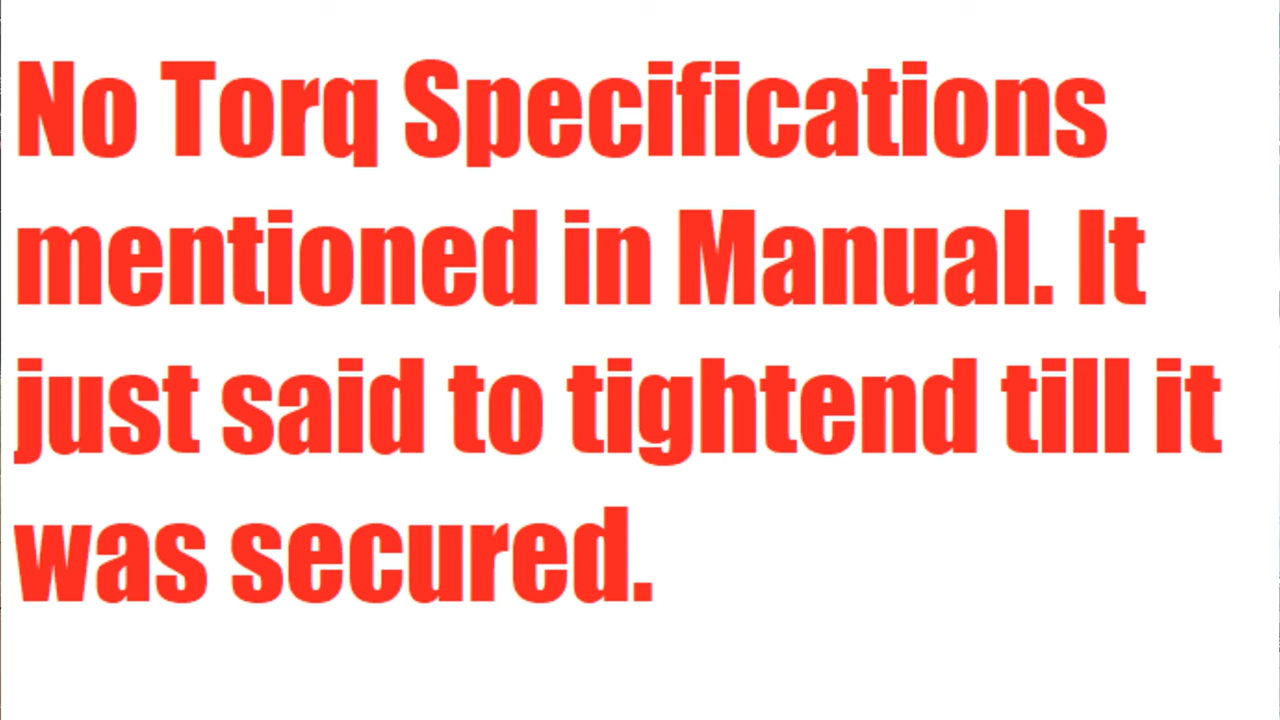 No Torq Specifications
mentioned in Manual. It
just said to tightend till it
was secured.